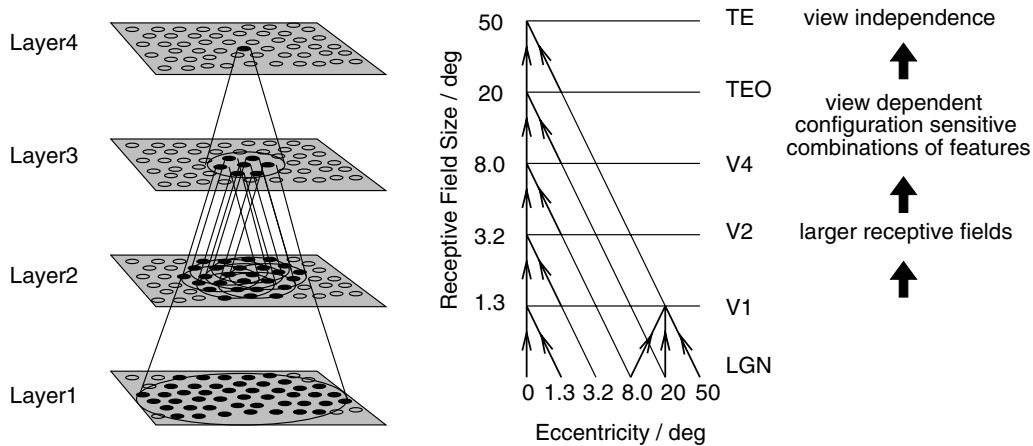 Layer4
Layer3
Layer2
Layer1
Receptive Field Size / deg
50
20
8.0
3.2
1.3
TE
TEO
V4
V2
V1
LGN
0 1.3 3.2 8.0 20 50
Eccentricity / deg
view independence
view dependent
configuration sensitive
combinations of features
larger receptive fields